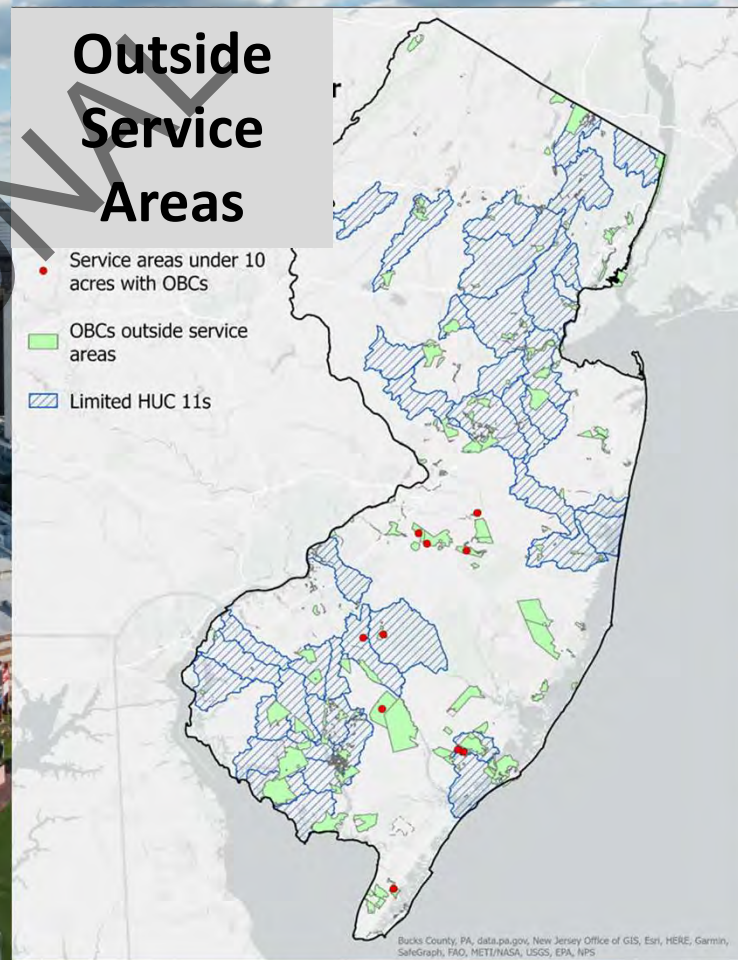 Outside
Service
Areas
r
NAL
Service areas under 10
acres with OBCs
OBCs outside service
areas
Limited HUC 11s
Bucks County, PA, data.pa.gov, New Jersey Office of GIS, Esri, HERE, Garmin,
SafeGraph, FAO, METI/NASA, USGS, EPA, NPS